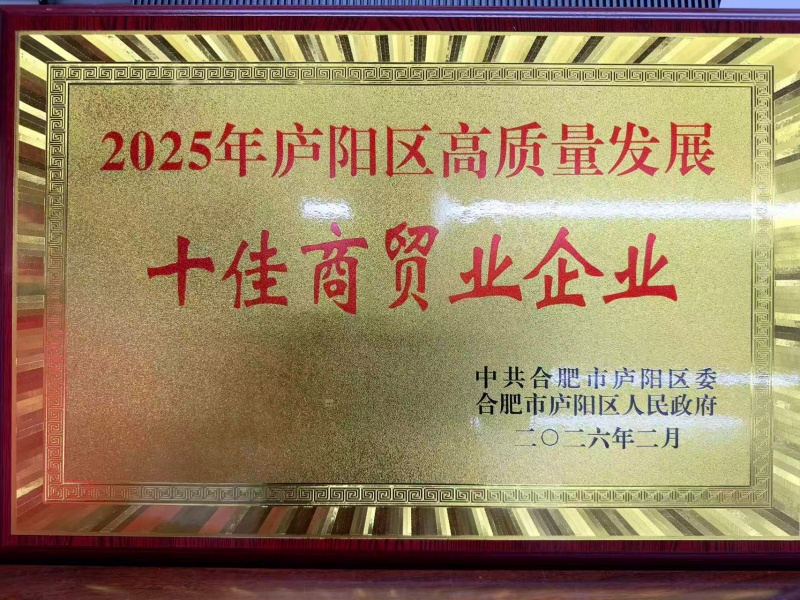 2025年庐阳区高质量发展
十佳商贸业企业
中共合肥市庐阳区委
合肥市庐阳区人民政府
二〇二六年二月